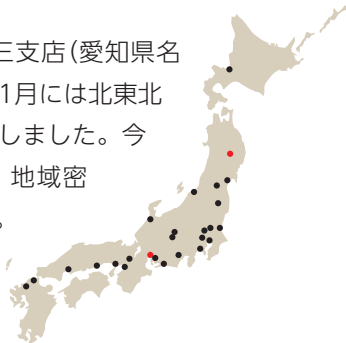 三支店(愛知県名
1月には北東北
しました。今
地域密
。